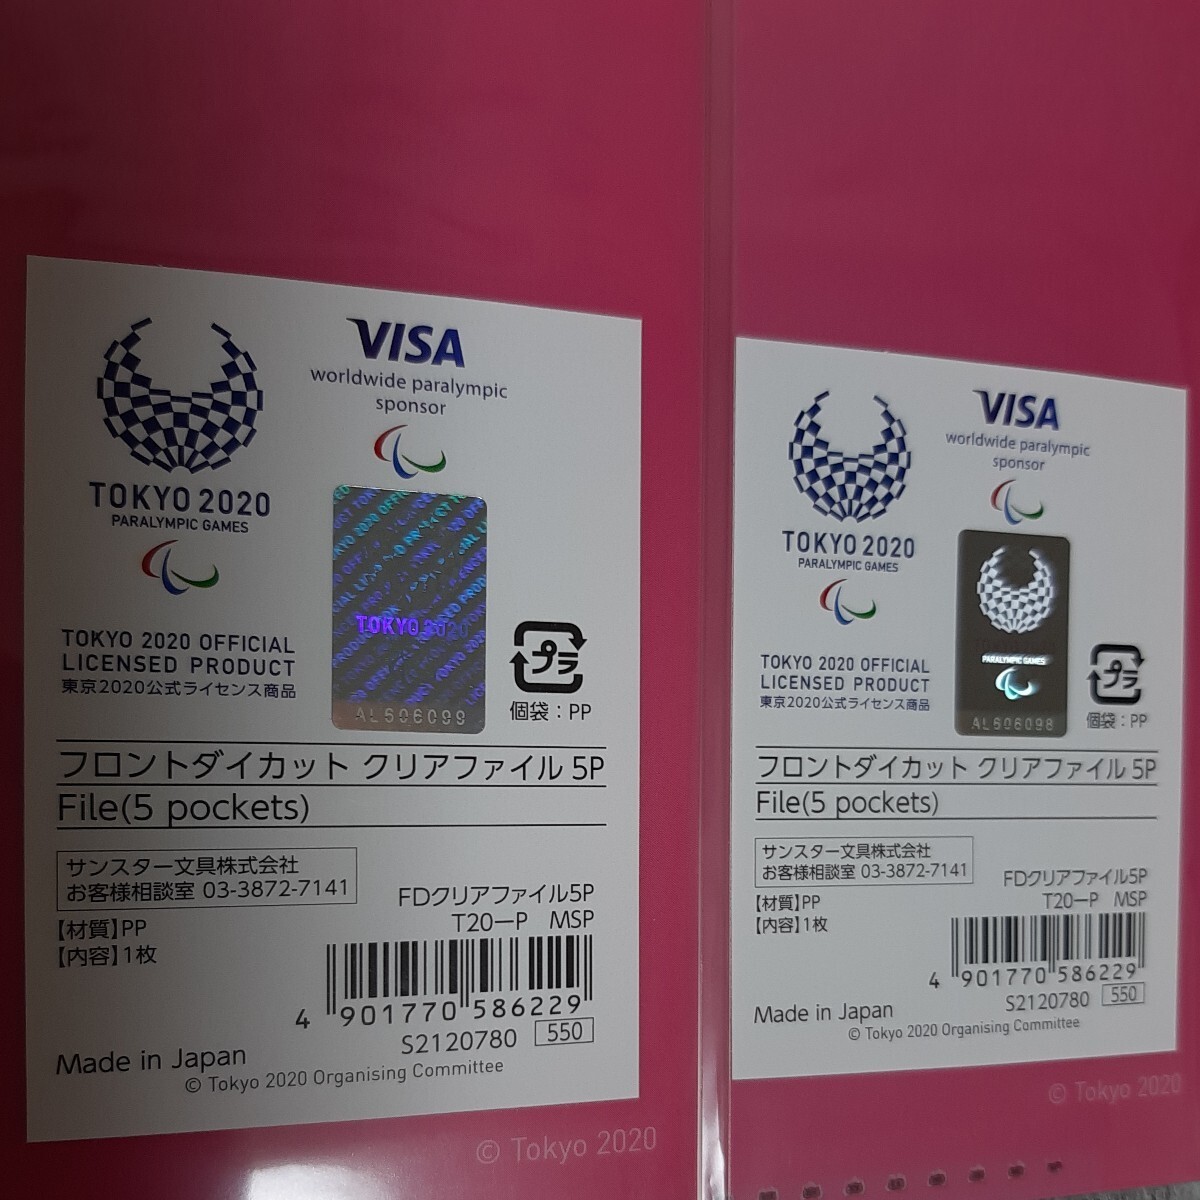 VISA
worldwide paralympic
sponsor
TOKYO 2020
PARALYMPIC GAMES
TOKYO 2020
TOKYO 2020 OFFICIAL
LICENSED PRODUCT
東京2020公式ライセンス商品
AL606099
プラ
個袋：PP
フロントダイカット クリアファイル 5P
File(5 pockets)
サンスター文具株式会社
お客様相談室 03-3872-7141
FDクリアファイル5P
T20ーP MSP
【材質】PP
【内容】1枚
4 901770 586229
S2120780 550
Made in Japan
© Tokyo 2020 Organising Committee
© Tokyo 2020
VISA
worldwide paralympic
sponsor
TOKYO 2020
PARALYMPIC GAMES
PARALYMPIC GAMES
TOKYO 2020 OFFICIAL
LICENSED PRODUCT
東京2020公式ライセンス商品
AL606098
プラ
個袋：PP
フロントダイカット クリアファイル 5P
File(5 pockets)
サンスター文具株式会社
お客様相談室 03-3872-7141
FDクリアファイル5P
T20ーP MSP
【材質】PP
【内容】1枚
4 901770 586229
S2120780 550
Made in Japan
© Tokyo 2020 Organising Committee
© Tokyo 2020